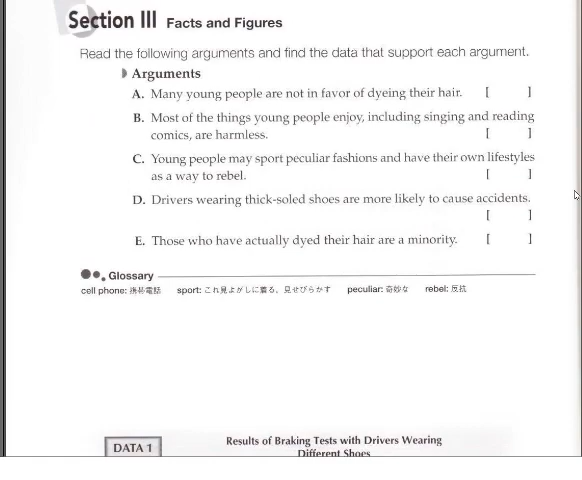 Section III Facts and Figures
Read the following arguments and find the data that support each argument.
Arguments
A. Many young people are not in favor of dyeing their hair. [ ]
B. Most of the things young people enjoy, including singing and reading
comics, are harmless. [ ]
C. Young people may sport peculiar fashions and have their own lifestyles
as a way to rebel. [ ]
D. Drivers wearing thick-soled shoes are more likely to cause accidents.
[ ]
E. Those who have actually dyed their hair are a minority. [ ]
Glossary
cell phone: 携帯電話 sport: これ見よがしに着る、見せびらかす peculiar: 奇妙な rebel: 反抗
DATA 1
Results of Braking Tests with Drivers Wearing
Different Shoes